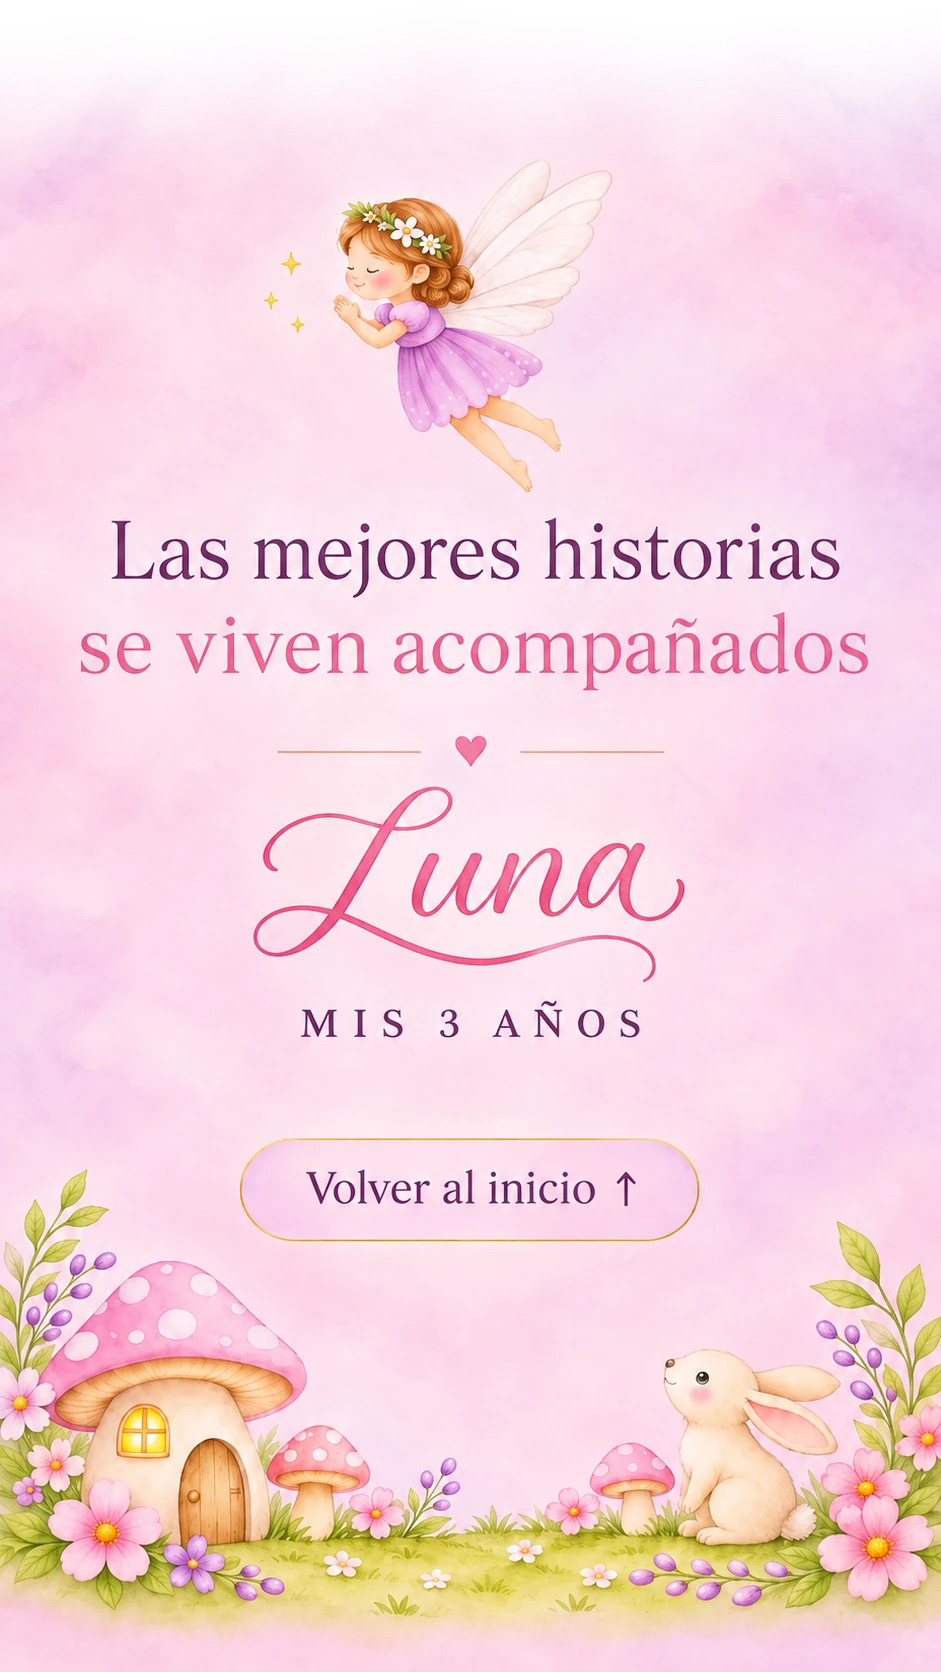 Las mejores historias
se viven acompañados
Luna
MIS 3 AÑOS
Volver al inicio ↑